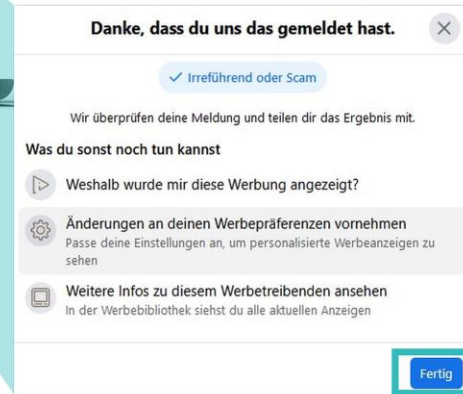 Danke, dass du uns das gemeldet hast.
Irreführend oder Scam
Wir überprüfen deine Meldung und teilen dir das Ergebnis mit.
Was du sonst noch tun kannst
Weshalb wurde mir diese Werbung angezeigt?
Änderungen an deinen Werbepräferenzen vornehmen
Passe deine Einstellungen an, um personalisierte Werbeanzeigen zu
sehen
Weitere Infos zu diesem Werbetreibenden ansehen
In der Werbebibliothek siehst du alle aktuellen Anzeigen
Fertig